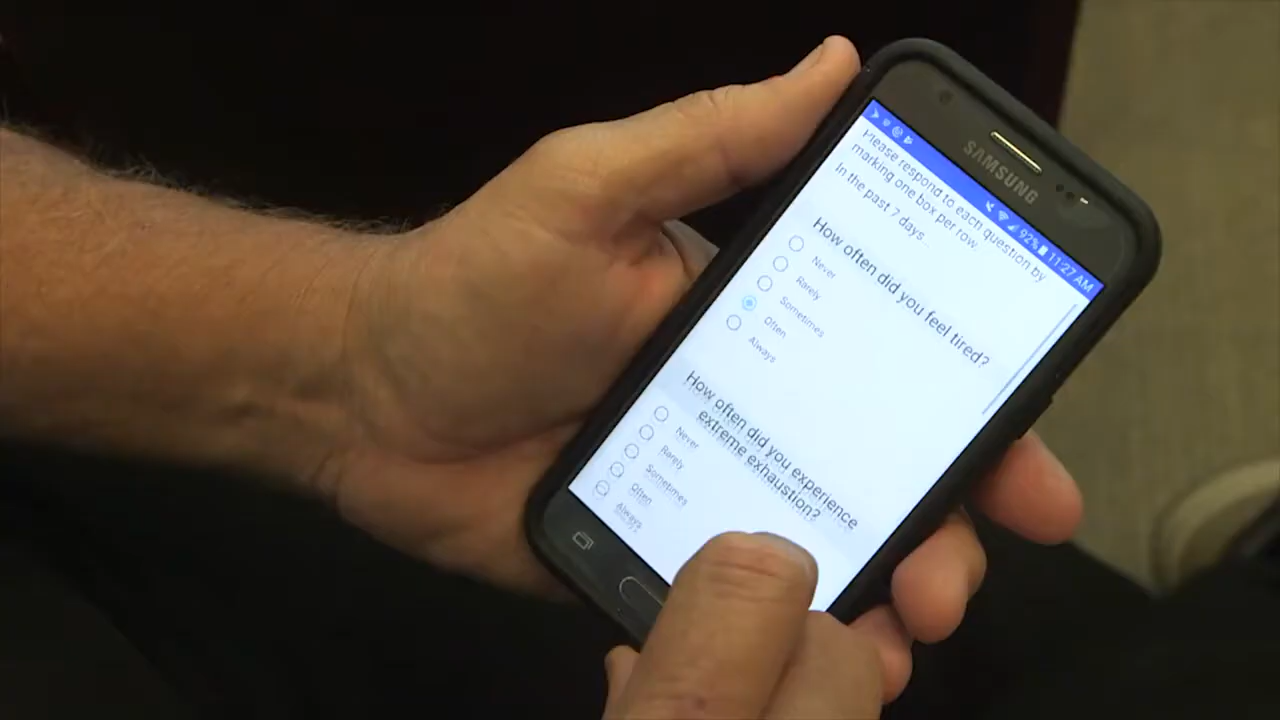 SAMSUNG
92% 11:27 AM
Please respond to each question by
marking one box per row.
In the past 7 days...
How often did you feel tired?
Never
Rarely
Sometimes
Often
Always
How often did you experience
extreme exhaustion?
Never
Rarely
Sometimes
Often
Always